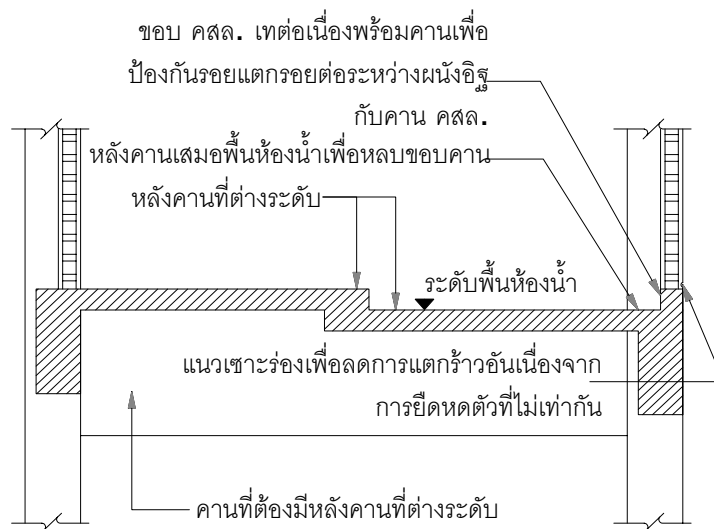 ขอบ คสล. เทต่อเนื่องพร้อมคานเพื่อ
ป้องกันรอยแตกรอยต่อระหว่างผนังอิฐ
กับคาน คสล.
หลังคานเสมอพื้นห้องน้ำเพื่อหลบขอบคาน
หลังคานที่ต่างระดับ
ระดับพื้นห้องน้ำ
แนวเซาะร่องเพื่อลดการแตกร้าวอันเนื่องจาก
การยืดหดตัวที่ไม่เท่ากัน
คานที่ต้องมีหลังคานที่ต่างระดับ